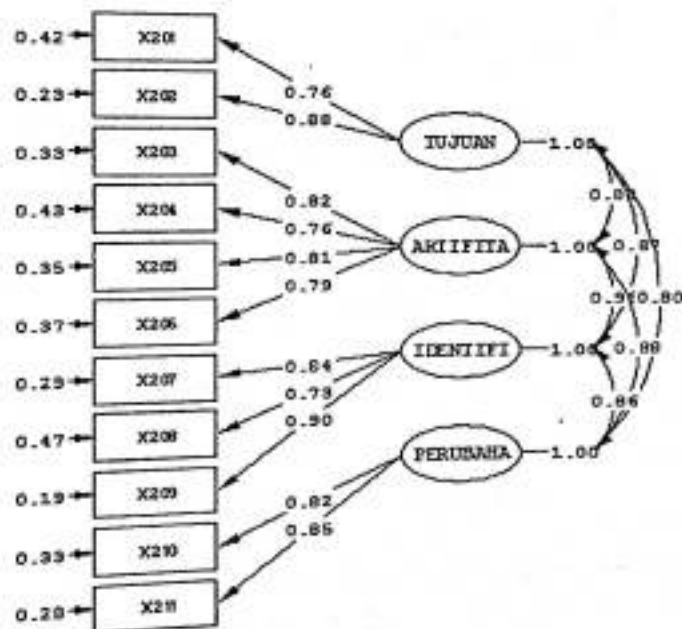 0.42 X201
0.23 X202
0.33 X203
0.43 X204
0.35 X205
0.37 X206
0.29 X207
0.47 X208
0.19 X209
0.33 X210
0.28 X211
0.76
0.88
0.82
0.76
0.81
0.79
0.84
0.73
0.90
0.82
0.85
TUJUAN 1.00
AKIIFITA 1.00
IDENTIFI 1.00
PERUBAHA 1.00
0.87
0.80
0.88
0.86